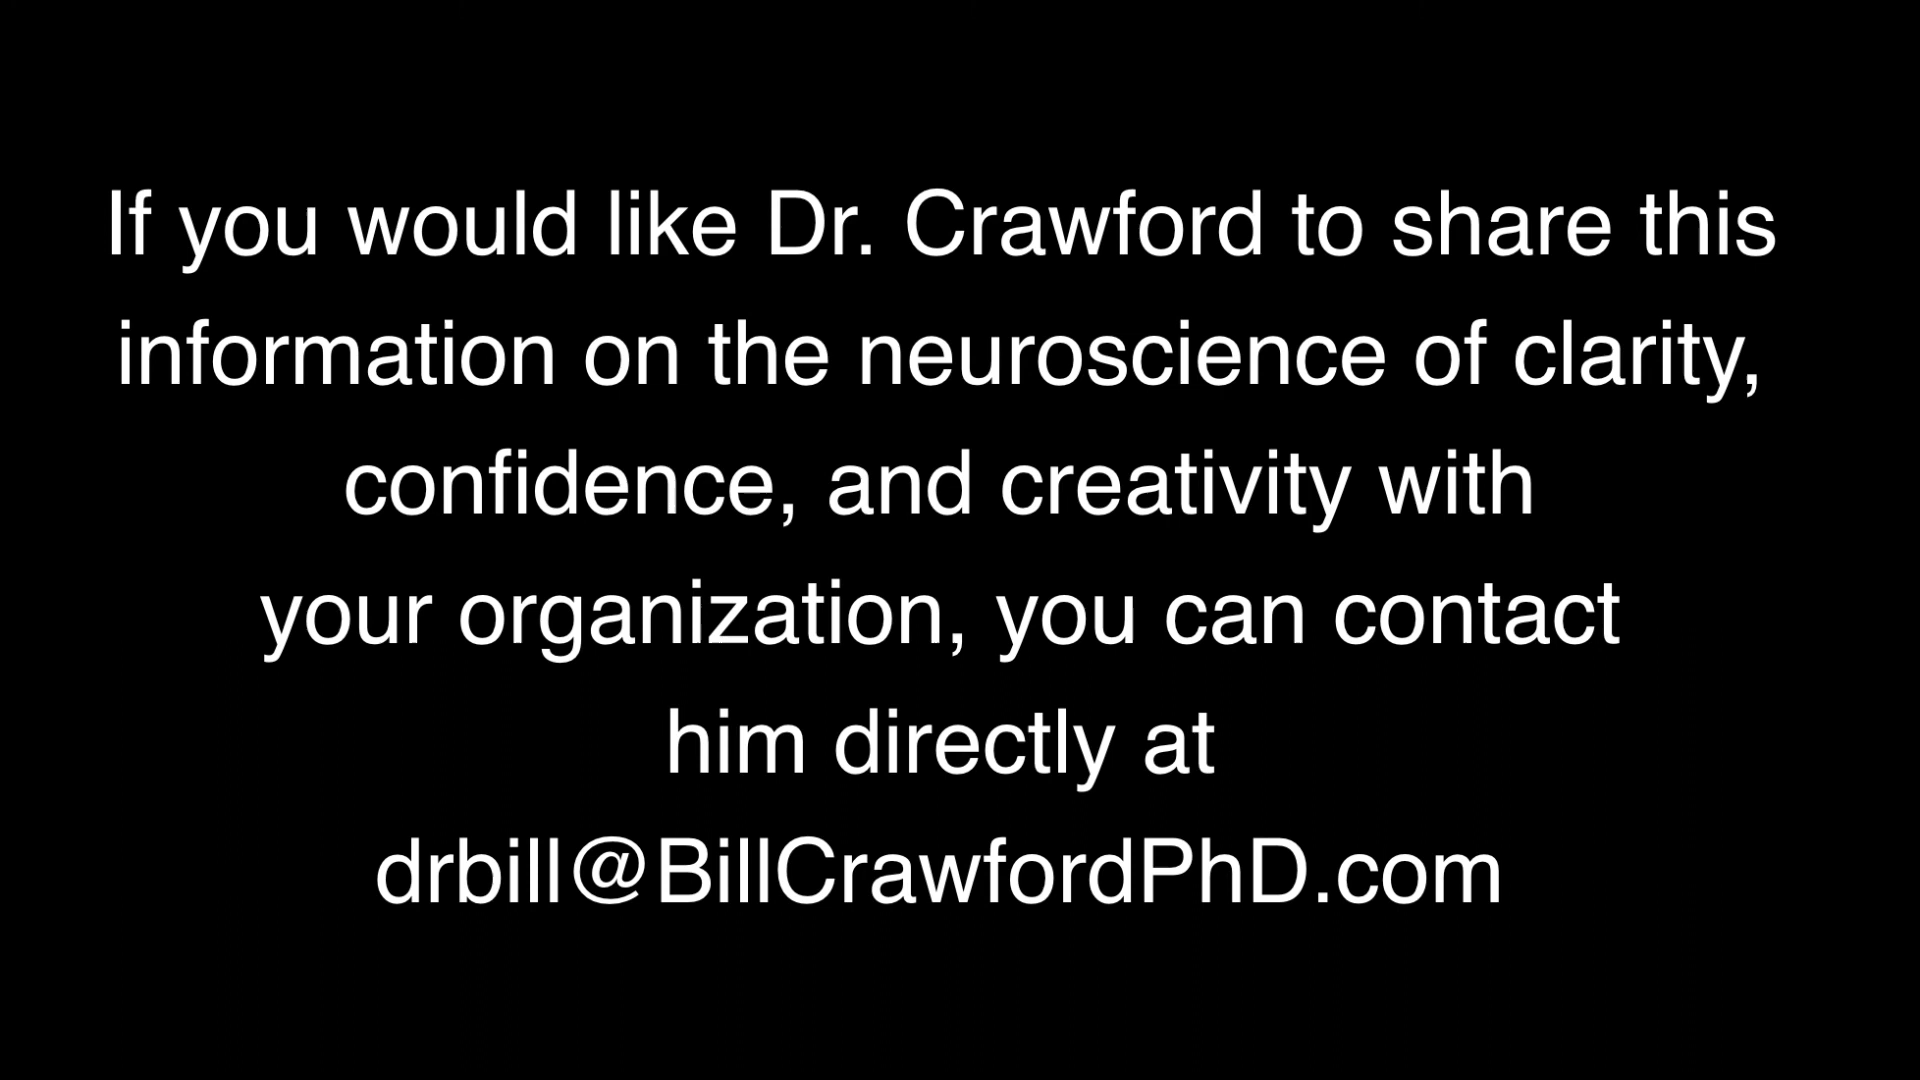 If you would like Dr. Crawford to share this
information on the neuroscience of clarity,
confidence, and creativity with
your organization, you can contact
him directly at
drbill@BillCrawfordPhD.com